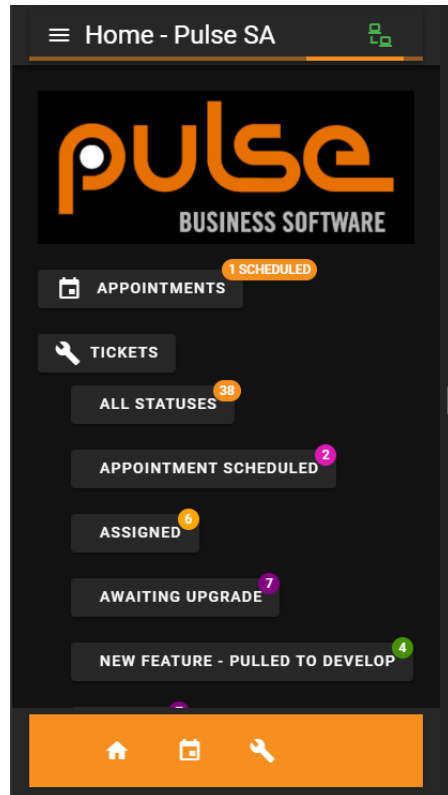 Home - Pulse SA
pulse
BUSINESS SOFTWARE
1 SCHEDULED
APPOINTMENTS
TICKETS
38
ALL STATUSES
2
APPOINTMENT SCHEDULED
6
ASSIGNED
7
AWAITING UPGRADE
4
NEW FEATURE - PULLED TO DEVELOP